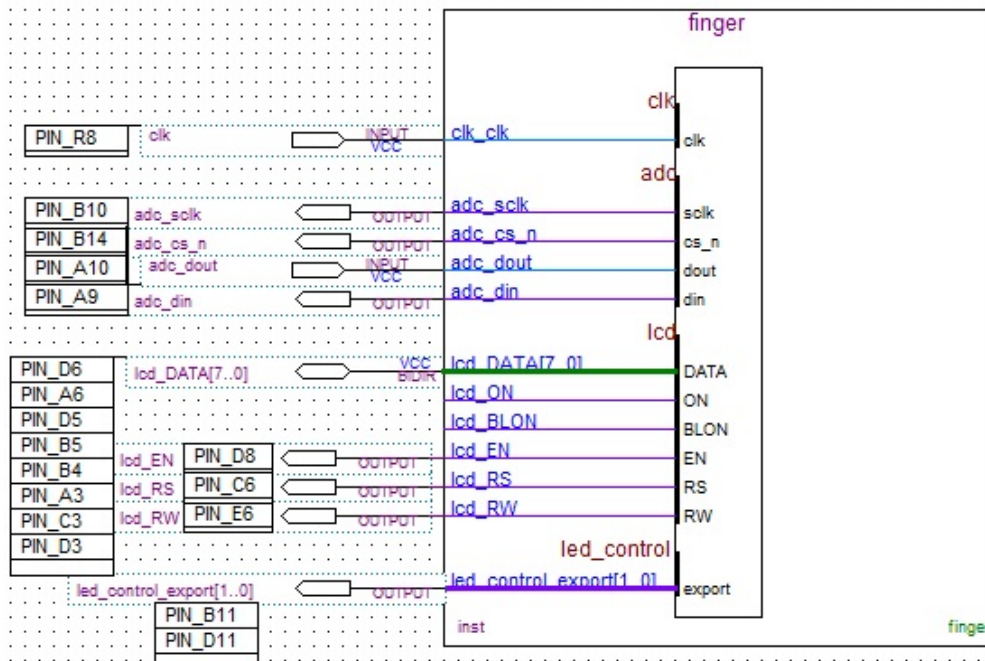 finger
clk
PIN_R8 clk INPUT VCC clk_clk clk
adc
PIN_B10 adc_sclk OUTPUT adc_sclk sclk
PIN_B14 adc_cs_n OUTPUT adc_cs_n cs_n
PIN_A10 adc_dout INPUT VCC adc_dout dout
PIN_A9 adc_din OUTPUT adc_din din
lcd
PIN_D6 lcd_DATA[7..0] VCC BIDIR lcd_DATA[7_0] DATA
PIN_A6 lcd_ON ON
PIN_D5 lcd_BLON BLON
PIN_B5 lcd_EN PIN_D8 OUTPUT lcd_EN EN
PIN_B4 lcd_RS PIN_C6 OUTPUT lcd_RS RS
PIN_A3
PIN_C3 lcd_RW PIN_E6 OUTPUT lcd_RW RW
PIN_D3 led_control
led_control_export[1..0] OUTPUT led_control_export[1_0] export
PIN_B11
PIN_D11
inst finge